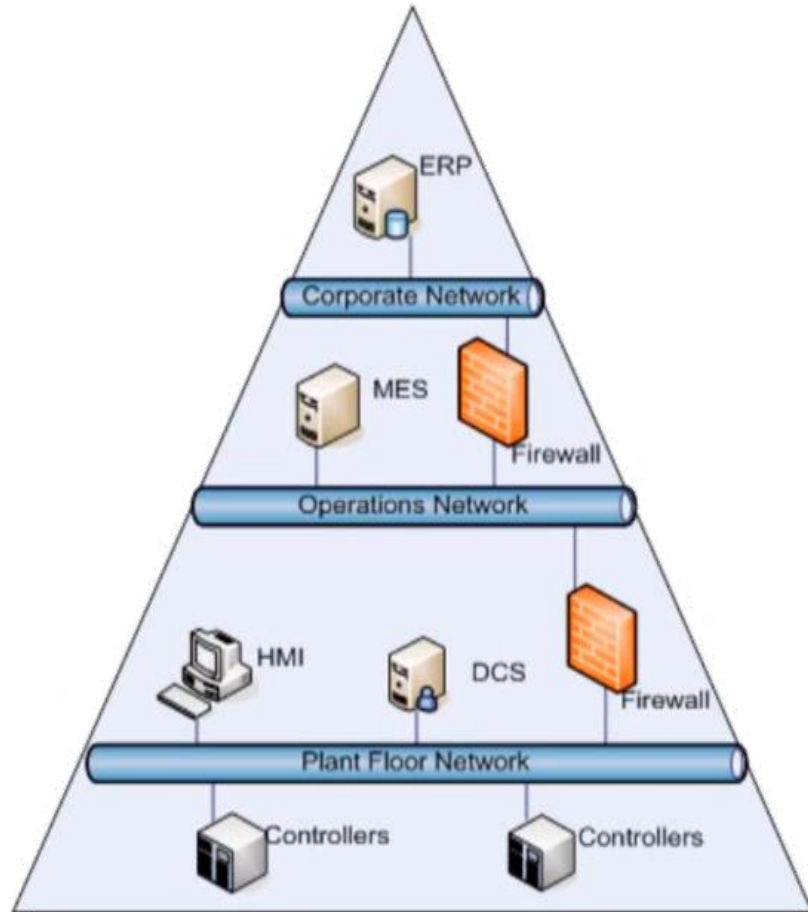 ERP
Corporate Network
MES
Firewall
Operations Network
HMI
DCS
Firewall
Plant Floor Network
Controllers
Controllers